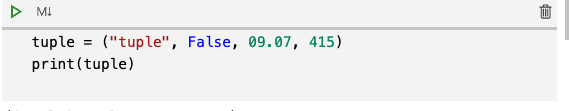 M↓
tuple = ("tuple", False, 09.07, 415)
print(tuple)